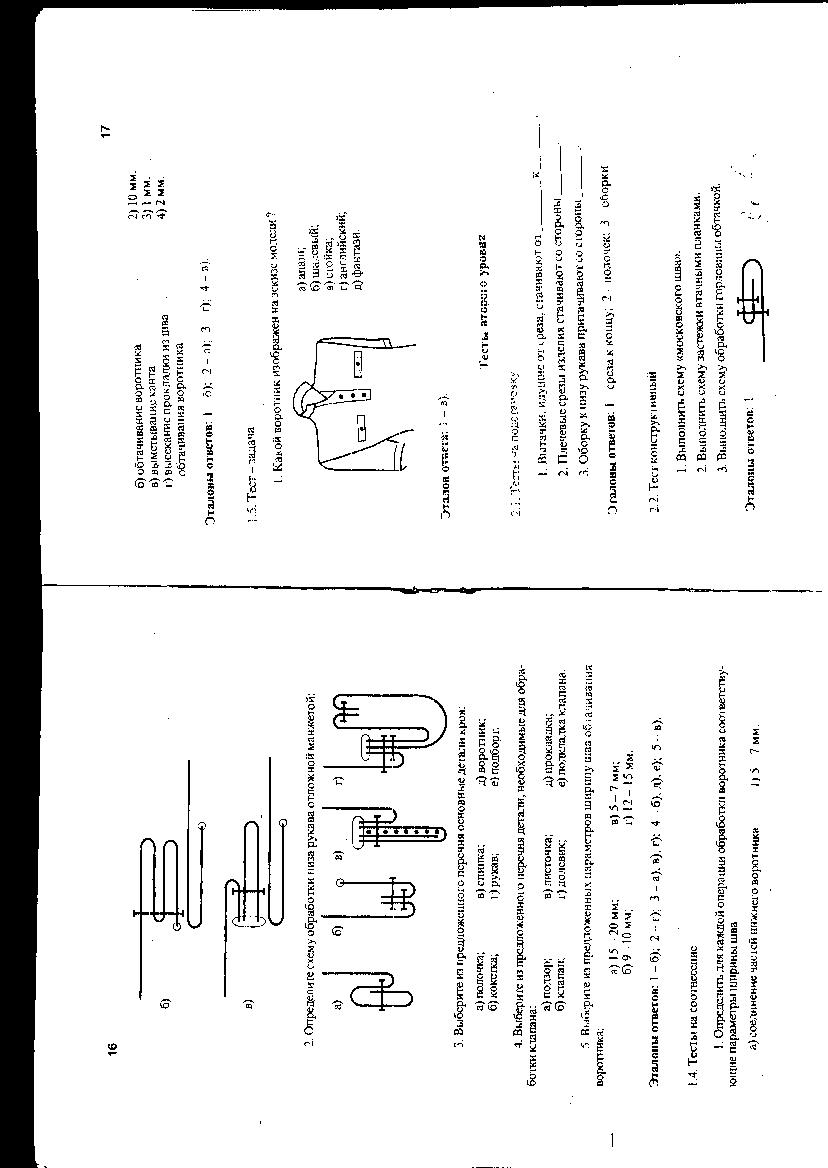 16
б)
в)
2. Определите схему обработки низа рукава отложной манжетой:
а)
б)
в)
г)
3. Выберите из предложенного перечня основные детали кроя:
а) полочка; в) спинка; д) воротник;
б) кокетка; г) рукав; е) подборт.
4. Выберите из предложенного перечня детали, необходимые для обра-
ботки клапана:
а) подзор; в) листочка; д) прокладка;
б) клапан; г) долевик; е) подкладка клапана.
5. Выберите из предложенных параметров ширину шва обтачивания
воротника:
а) 15 - 20 мм; в) 5 – 7 мм;
б) 9 - 10 мм; г) 12 – 15 мм.
Эталоны ответов: 1 – б); 2 – г); 3 – а), в), г); 4 - б), д), е); 5 – в).
1.4. Тесты на соотнесение
1. Определить для каждой операции обработки воротника соответству-
ющие параметры ширины шва
а) соединение частей нижнего воротника 1) 5 - 7 мм.
17
б) обтачивание воротника 2) 10 мм.
в) выметывание канта 3) 1 мм.
г) высекание прокладки из шва 4) 2 мм.
обтачивания воротника
Эталоны ответов: 1 б); 2 – а); 3 г); 4 – в).
1.5. Тест – задача
1. Какой воротник изображен на эскизе модели?
а) апаш;
б) шалевый;
в) стойка;
г) английский;
д) фантази.
Эталон ответа: 1 – в).
Тесты второго уровня
2.1. Тесты на подстановку
1. Вытачки, идущие от среза, стачивают от ____ к ____.
2. Плечевые срезы изделия стачивают со стороны ____
3. Оборку к низу рукава притачивают со стороны ____.
Эталоны ответов: 1 среза к концу; 2 - полочек; 3 оборки
2.2. Тест конструктивный
1. Выполнить схему «московского шва».
2. Выполнить схему застежки втачными планками.
3. Выполнить схему обработки горловины обтачкой.
Эталоны ответов: 1